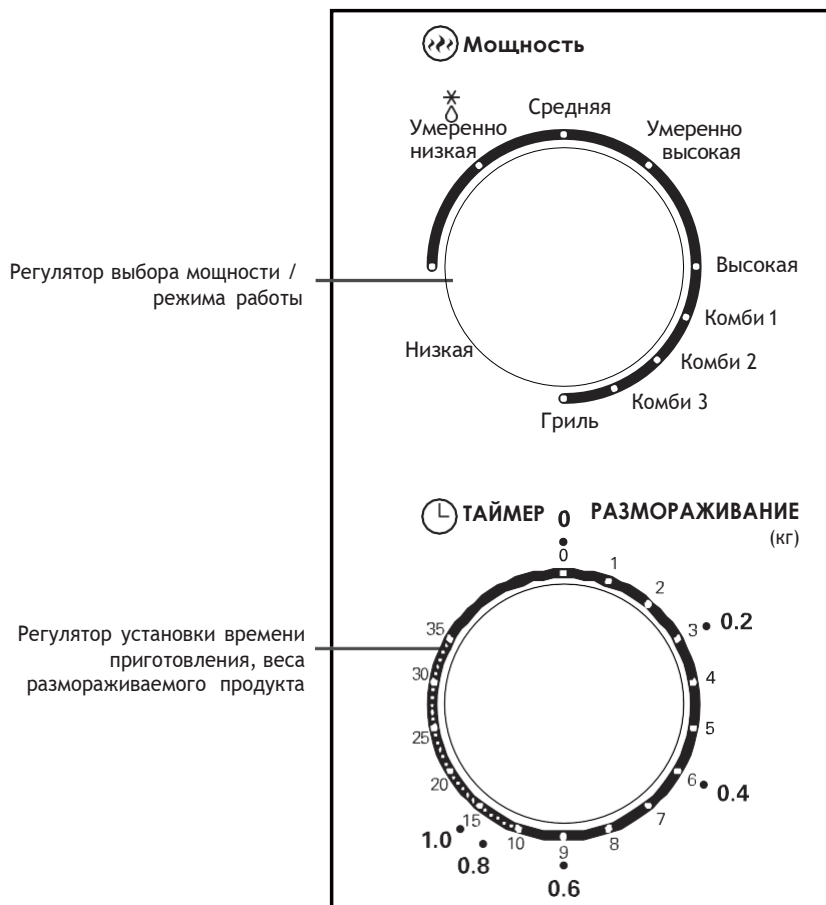 Мощность
Средняя
Умеренно
низкая
Умеренно
высокая
Регулятор выбора мощности /
режима работы
Высокая
Комби 1
Низкая
Комби 2
Комби 3
Гриль
ТАЙМЕР 0 РАЗМОРАЖИВАНИЕ
(кг)
0
1
2
3
0.2
4
5
6
0.4
7
8
9
0.6
10
0.8
15
1.0
20
25
30
35
Регулятор установки времени
приготовления, веса
размораживаемого продукта